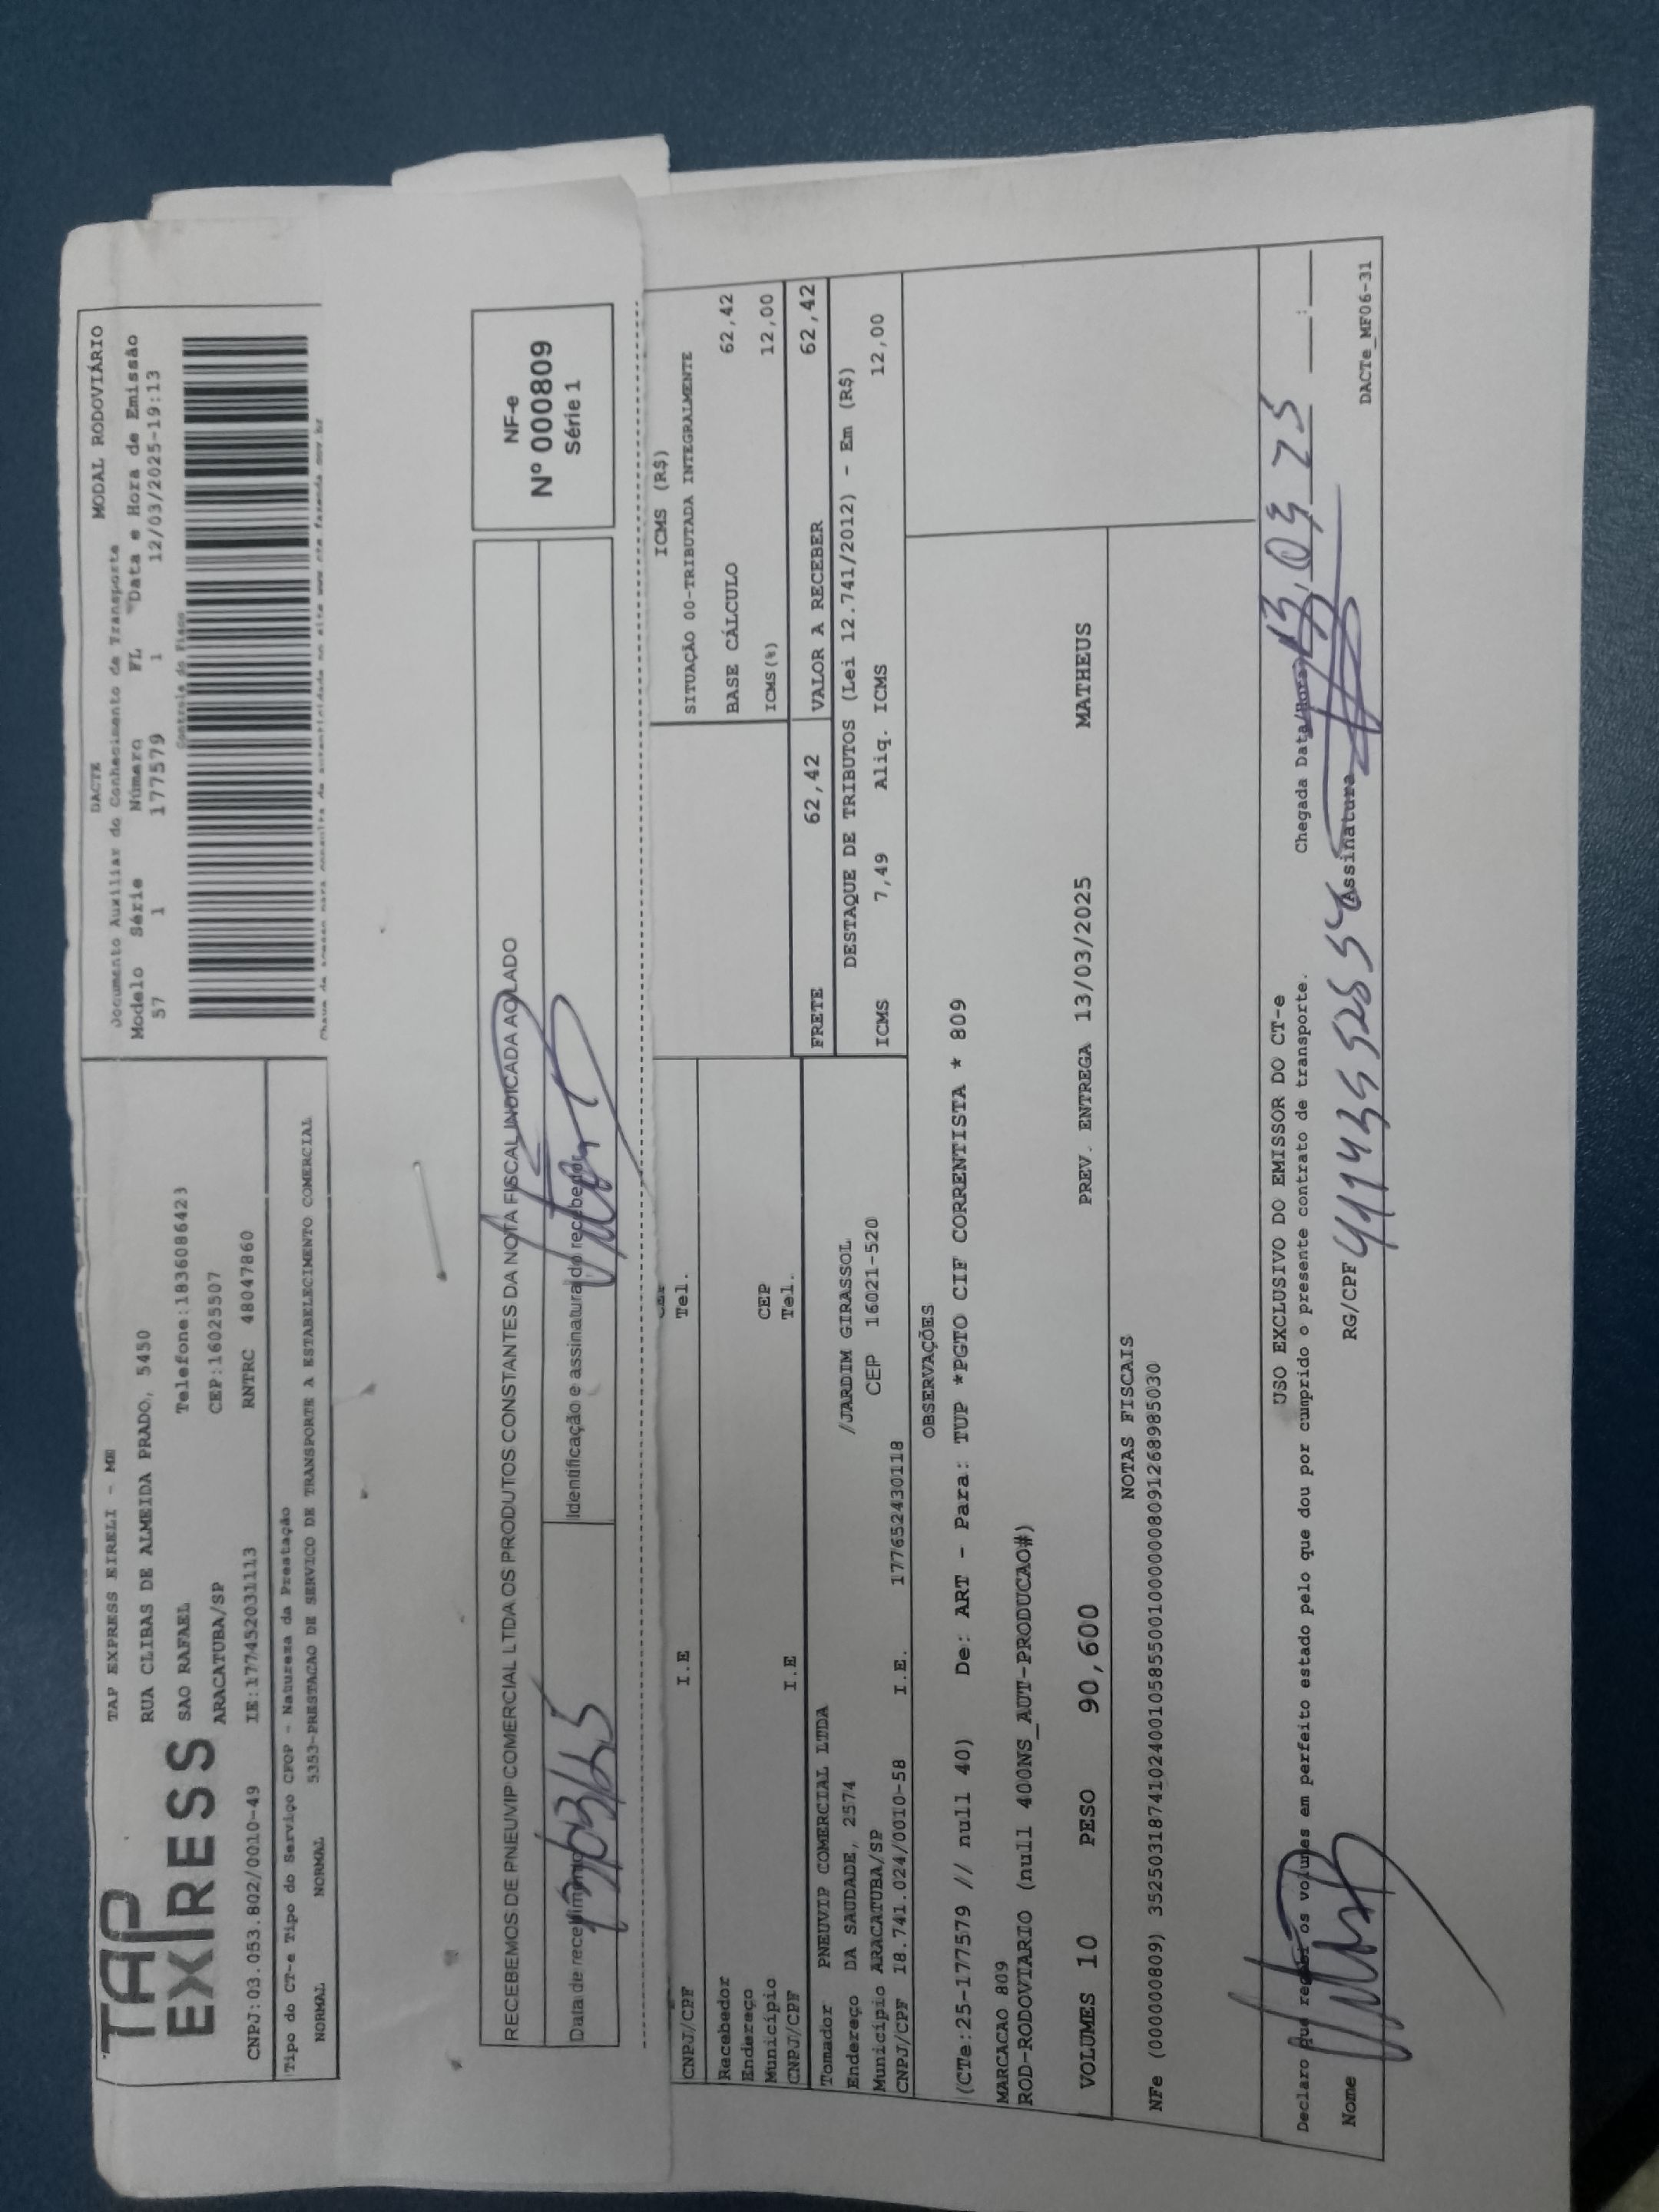 TAP
EXPRESS
TAP EXPRESS EIRELI - ME
RUA CLIBAS DE ALMEIDA PRADO, 5450
SAO RAFAEL Telefone:1836086423
ARACATUBA/SP CEP:16025507
CNPJ:03.053.802/0010-49 IE:177452031113 RNTRC 48047860
Tipo do CT-e Tipo do Serviço CFOP - Natureza da Prestação
NORMAL NORMAL 5353-PRESTACAO DE SERVICO DE TRANSPORTE A ESTABELECIMENTO COMERCIAL
DACTE MODAL RODOVIÁRIO
Documento Auxiliar do Conhecimento de Transporte
Modelo Série Número FL Data e Hora de Emissão
57 1 177579 1 12/03/2025-19:13
Controle do Fisco
RECEBEMOS DE PNEUVIP COMERCIAL LTDA OS PRODUTOS CONSTANTES DA NOTA FISCAL INDICADA AO LADO
Data de recebimento Identificação e assinatura do recebedor
13/03/25
NF-e
Nº 000809
Série 1
CEP
CNPJ/CPF I.E Tel.
Recebedor
Endereço
Município CEP
CNPJ/CPF I.E Tel.
ICMS (R$)
SITUAÇÃO 00-TRIBUTADA INTEGRALMENTE
BASE CÁLCULO 62,42
ICMS(%) 12,00
FRETE 62,42 VALOR A RECEBER 62,42
Tomador PNEUVIP COMERCIAL LTDA
Endereço DA SAUDADE, 2574 /JARDIM GIRASSOL
Município ARACATUBA/SP CEP 16021-520
CNPJ/CPF 18.741.024/0010-58 I.E. 177652430118
DESTAQUE DE TRIBUTOS (Lei 12.741/2012) - Em (R$)
ICMS 7,49 Aliq. ICMS 12,00
OBSERVAÇÕES
(CTe:25-177579 // null 40) De: ART - Para: TUP *PGTO CIF CORRENTISTA * 809
MARCACAO 809
ROD-RODOVIARIO (null 400NS_AUT-PRODUCAO#)
VOLUMES 10 PESO 90,600 PREV. ENTREGA 13/03/2025 MATHEUS
NOTAS FISCAIS
NFe (000000809) 35250318741024001058550010000008091268985030
USO EXCLUSIVO DO EMISSOR DO CT-e
Declaro que recebi os volumes em perfeito estado pelo que dou por cumprido o presente contrato de transporte.
Chegada Data/Hora 13, 03 25 :
Nome RG/CPF Assinatura
DACTe_MF06-31